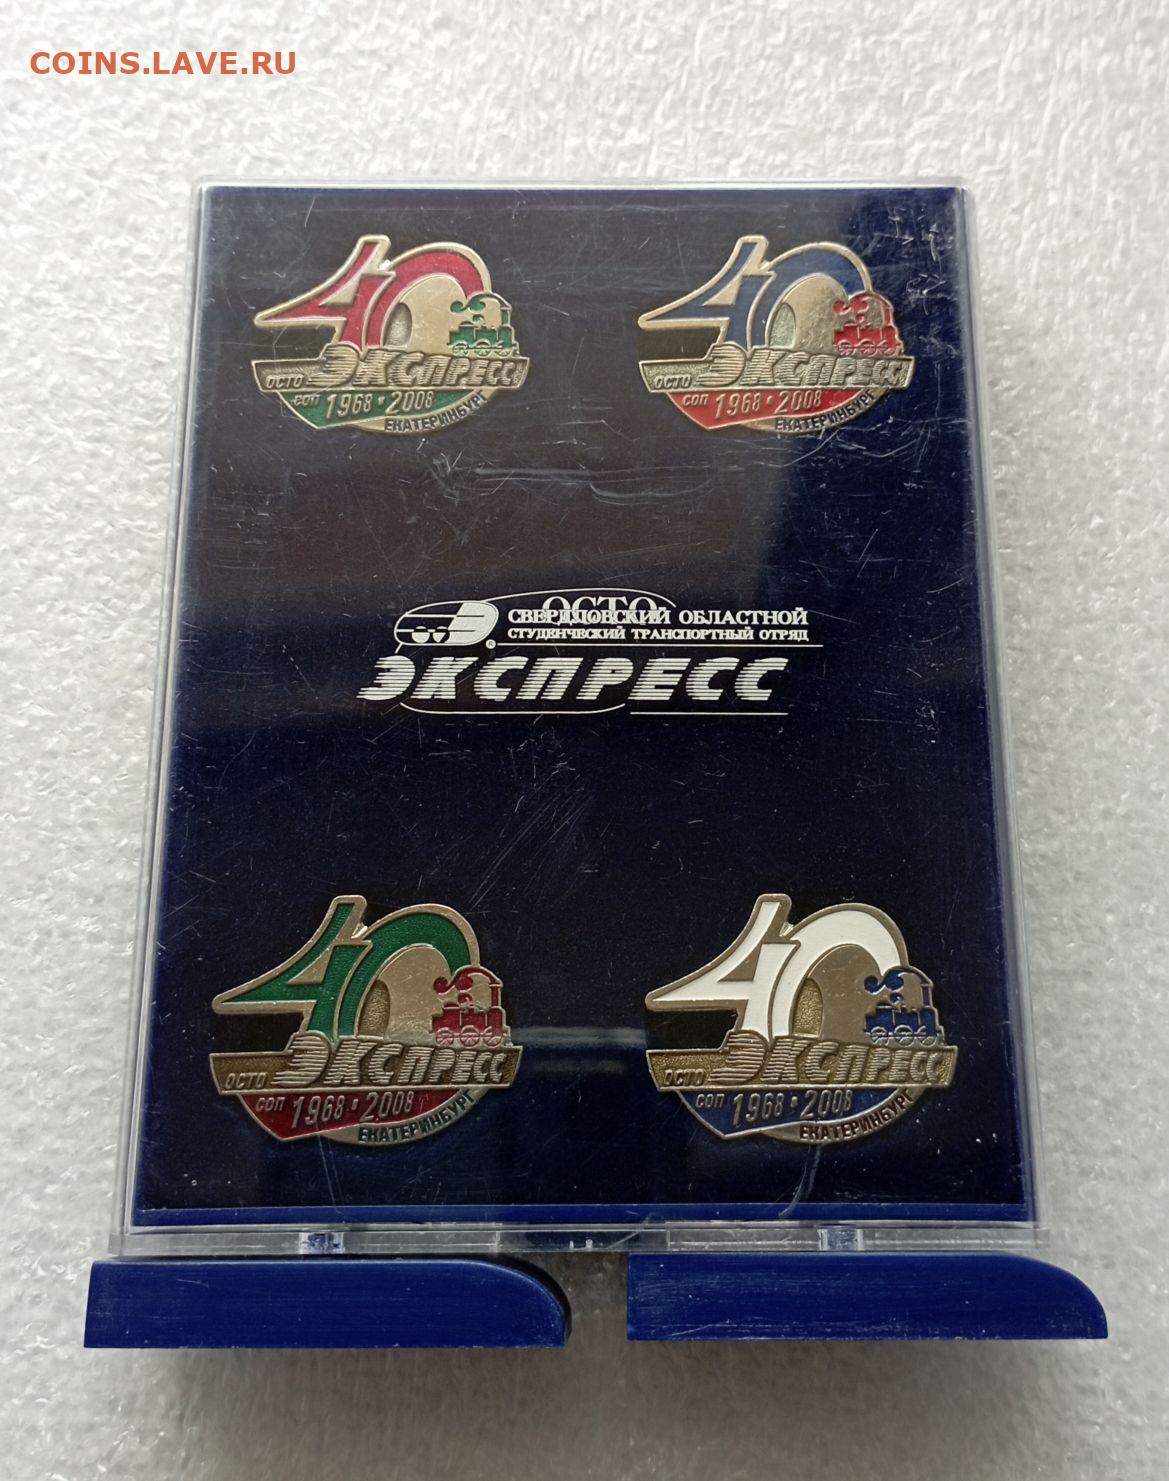 COINS.LAVE.RU
40
ОСТО ЭКСПРЕСС
СОП 1968 • 2008
ЕКАТЕРИНБУРГ
40
ОСТО ЭКСПРЕСС
СОП 1968 • 2008
ЕКАТЕРИНБУРГ
ОСТО
СВЕРДЛОВСКИЙ ОБЛАСТНОЙ
СТУДЕНЧЕСКИЙ ТРАНСПОРТНЫЙ ОТРЯД
ЭКСПРЕСС
40
ОСТО ЭКСПРЕСС
СОП 1968 • 2008
ЕКАТЕРИНБУРГ
40
ОСТО ЭКСПРЕСС
СОП 1968 • 2008
ЕКАТЕРИНБУРГ